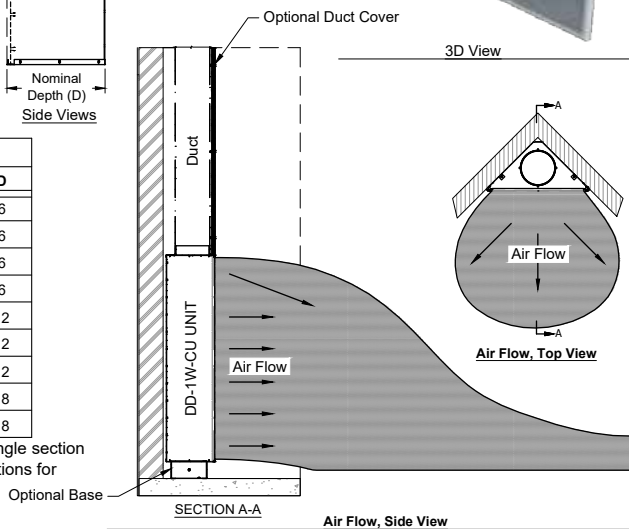 Optional Duct Cover
3D View
Nominal
Depth (D)
Side Views
A
Duct
Air Flow
A
Air Flow, Top View
DD-1W-CU UNIT
Air Flow
ngle section
tions for
Optional Base
SECTION A-A
Air Flow, Side View
D
6
6
6
6
2
2
2
8
8